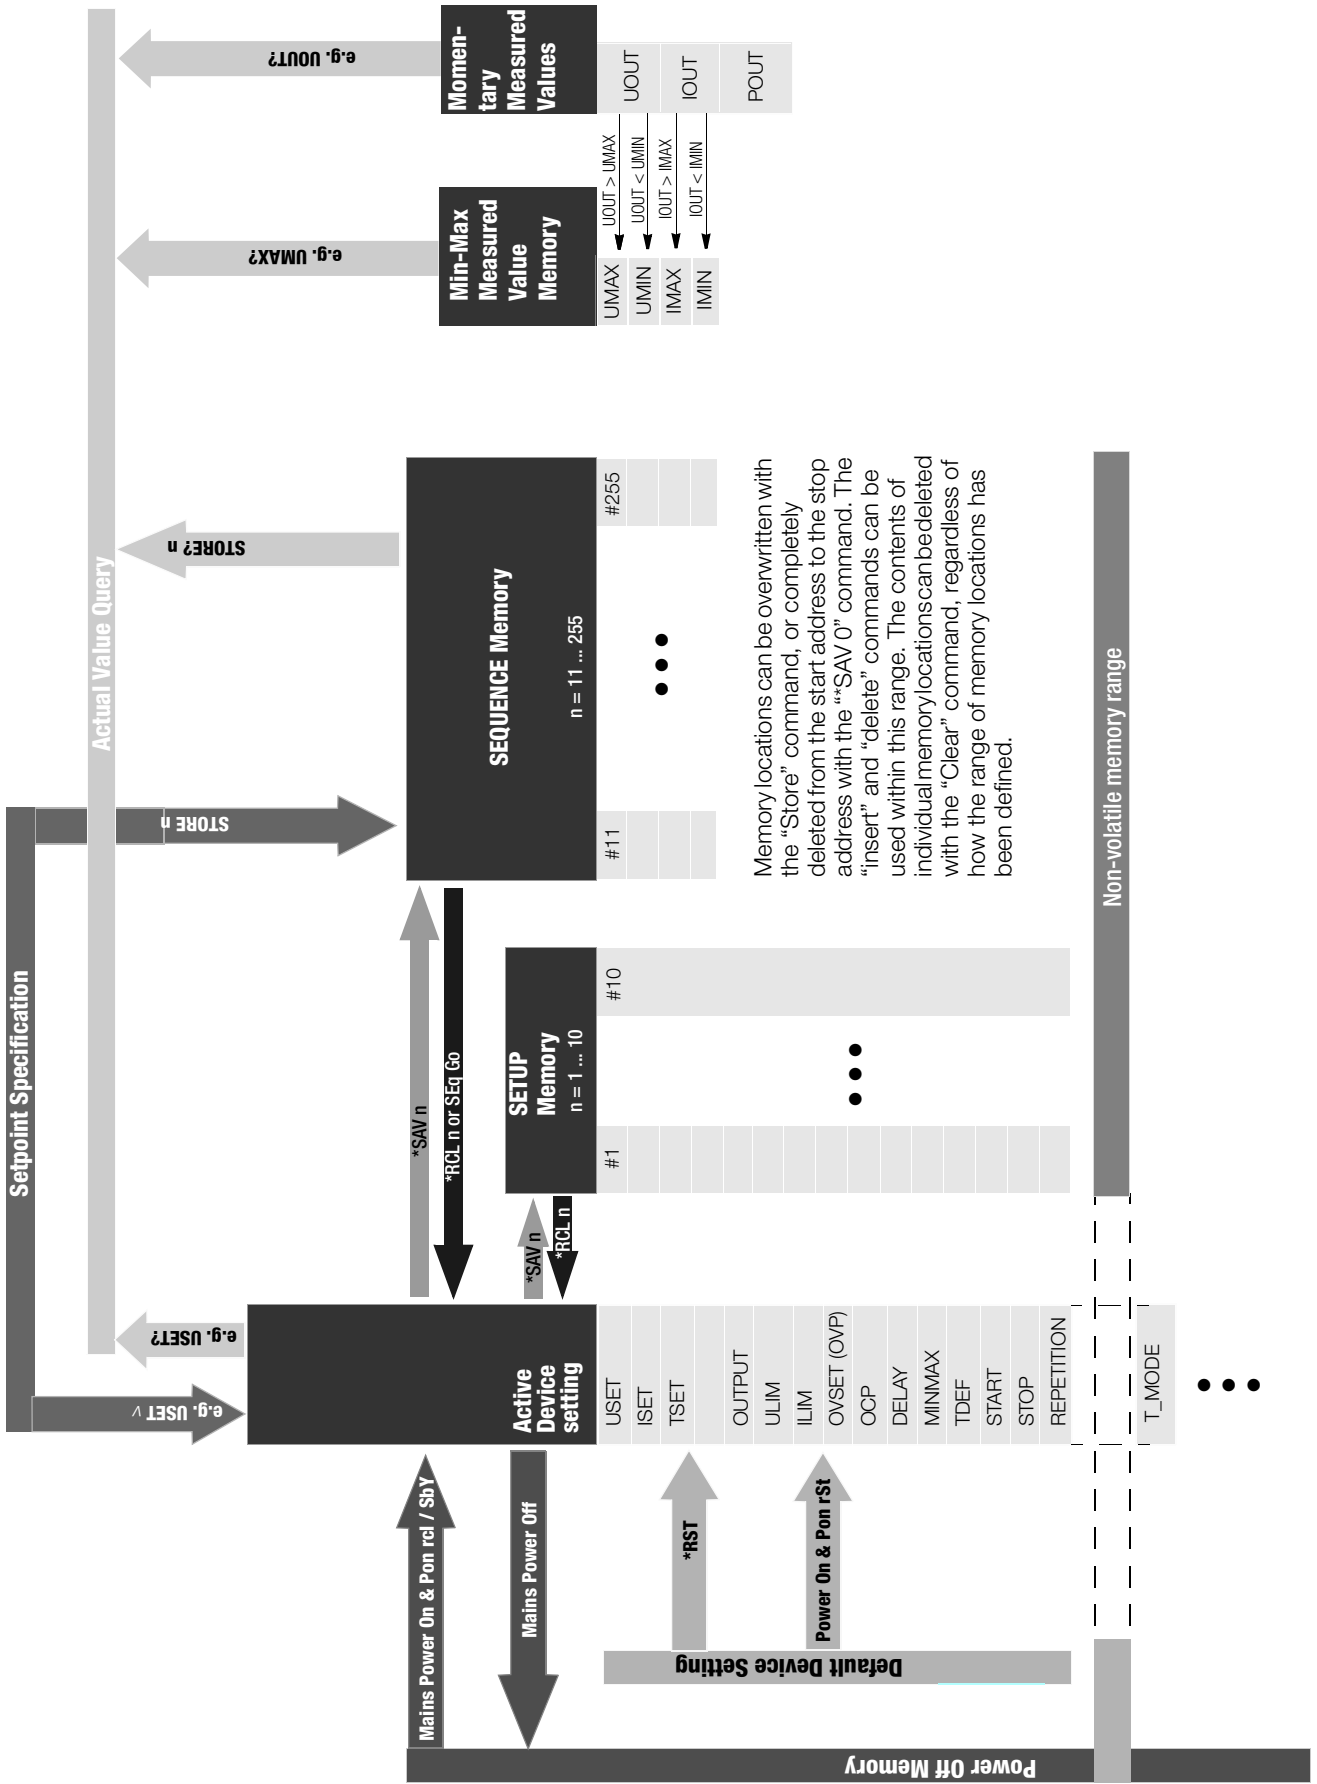 Setpoint Specification
Actual Value Query
e.g. USET v
e.g. USET?
STORE n
STORE? n
e.g. UMAX?
e.g. UOUT?
Mains Power On & Pon rcl / SbY
Mains Power Off
Active
Device
setting
*SAV n
*RCL n or SEq Go
*SAV n
*RCL n
SETUP
Memory
n = 1 ... 10
SEQUENCE Memory
n = 11 ... 255
Min-Max
Measured
Value
Memory
Momen-
tary
Measured
Values
USET
ISET
TSET
OUTPUT
ULIM
ILIM
OVSET (OVP)
OCP
DELAY
MINMAX
TDEF
START
STOP
REPETITION
T_MODE
#1
#10
#11
#255
UMAX
UMIN
IMAX
IMIN
UOUT > UMAX
UOUT < UMIN
IOUT > IMAX
IOUT < IMIN
UOUT
IOUT
POUT
*RST
Power On & Pon rSt
Default Device Setting
Power Off Memory
Memory locations can be overwritten with
the “Store” command, or completely
deleted from the start address to the stop
address with the “*SAV 0” command. The
“insert” and “delete” commands can be
used within this range. The contents of
individualmemorylocationscanbedeleted
with the “Clear” command, regardless of
how the range of memory locations has
been defined.
Non-volatile memory range